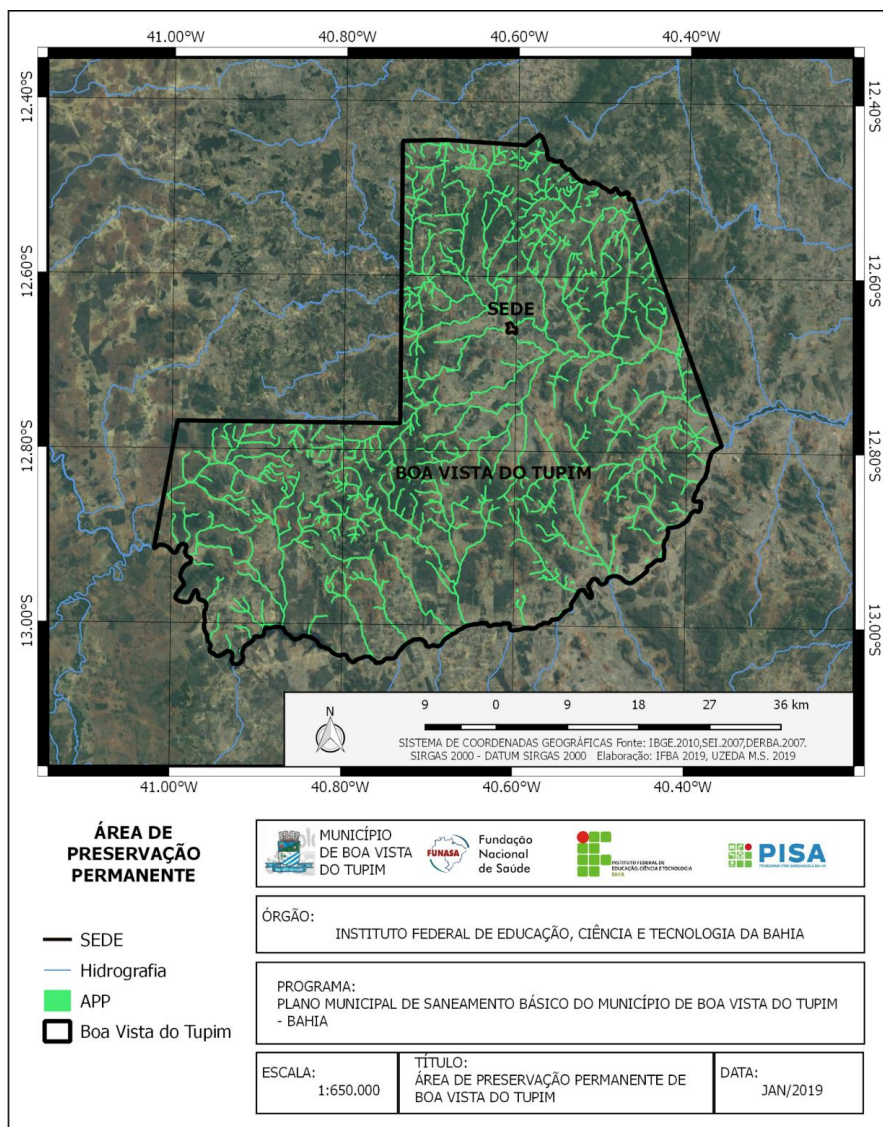 41.00°W 40.80°W 40.60°W 40.40°W
12.40°S 12.40°S
12.60°S 12.60°S
SEDE
12.80°S 12.80°S
BOA VISTA DO TUPIM
13.00°S 13.00°S
9 0 9 18 27 36 km
N
SISTEMA DE COORDENADAS GEOGRÁFICAS Fonte: IBGE.2010,SEI.2007,DERBA.2007.
SIRGAS 2000 - DATUM SIRGAS 2000 Elaboração: IFBA 2019, UZEDA M.S. 2019
41.00°W 40.80°W 40.60°W 40.40°W
ÁREA DE
PRESERVAÇÃO
PERMANENTE
SEDE
Hidrografia
APP
Boa Vista do Tupim
MUNICÍPIO
DE BOA VISTA
DO TUPIM
FUNASA
Fundação
Nacional
de Saúde
INSTITUTO FEDERAL DE
EDUCAÇÃO, CIÊNCIA E TECNOLOGIA
BAHIA
PISA
ÓRGÃO:
INSTITUTO FEDERAL DE EDUCAÇÃO, CIÊNCIA E TECNOLOGIA DA BAHIA
PROGRAMA:
PLANO MUNICIPAL DE SANEAMENTO BÁSICO DO MUNICÍPIO DE BOA VISTA DO TUPIM
- BAHIA
ESCALA:
1:650.000
TÍTULO:
ÁREA DE PRESERVAÇÃO PERMANENTE DE
BOA VISTA DO TUPIM
DATA:
JAN/2019